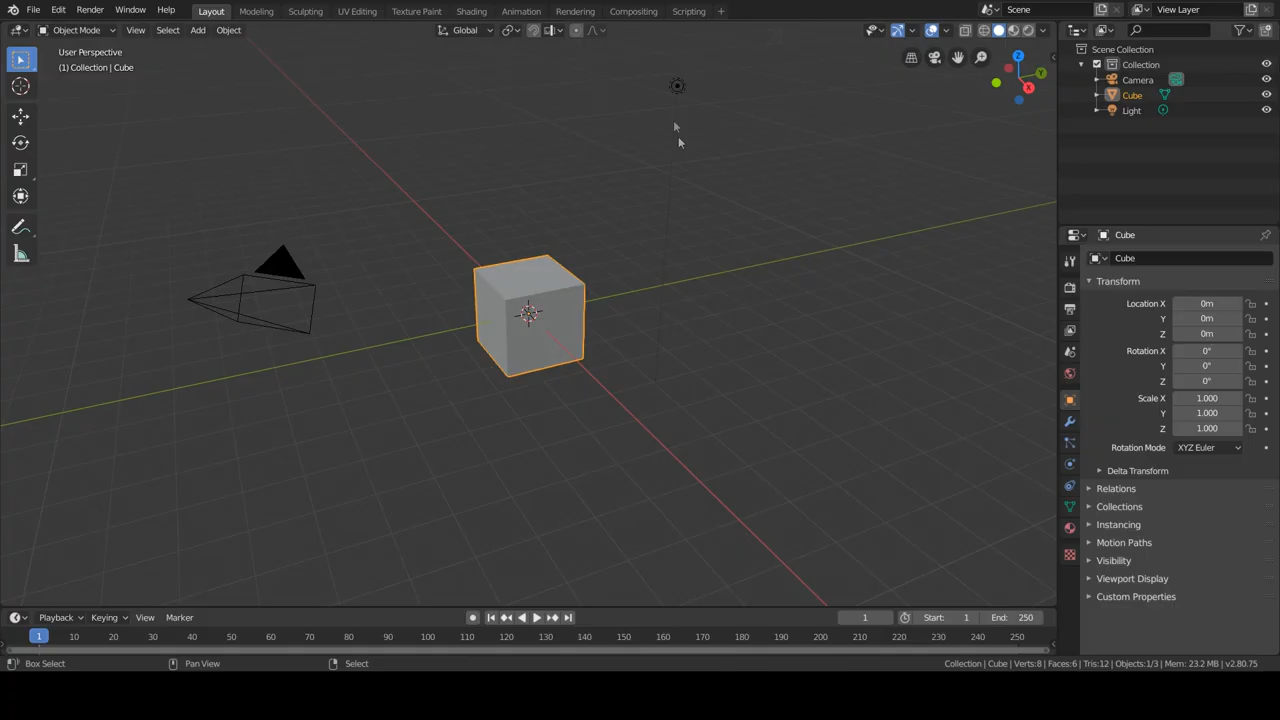 File Edit Render Window Help Layout Modeling Sculpting UV Editing Texture Paint Shading Animation Rendering Compositing Scripting + Scene View Layer
Object Mode View Select Add Object Global
User Perspective
(1) Collection | Cube
Z
Y
X
Scene Collection
Collection
Camera
Cube
Light
Cube
Cube
Transform
Location X 0m
Y 0m
Z 0m
Rotation X 0°
Y 0°
Z 0°
Scale X 1.000
Y 1.000
Z 1.000
Rotation Mode XYZ Euler
Delta Transform
Relations
Collections
Instancing
Motion Paths
Visibility
Viewport Display
Custom Properties
Playback Keying View Marker 1 Start: 1 End: 250
1 10 20 30 40 50 60 70 80 90 100 110 120 130 140 150 160 170 180 190 200 210 220 230 240 250
Box Select Pan View Select Collection | Cube | Verts:8 | Faces:6 | Tris:12 | Objects:1/3 | Mem: 23.2 MB | v2.80.75